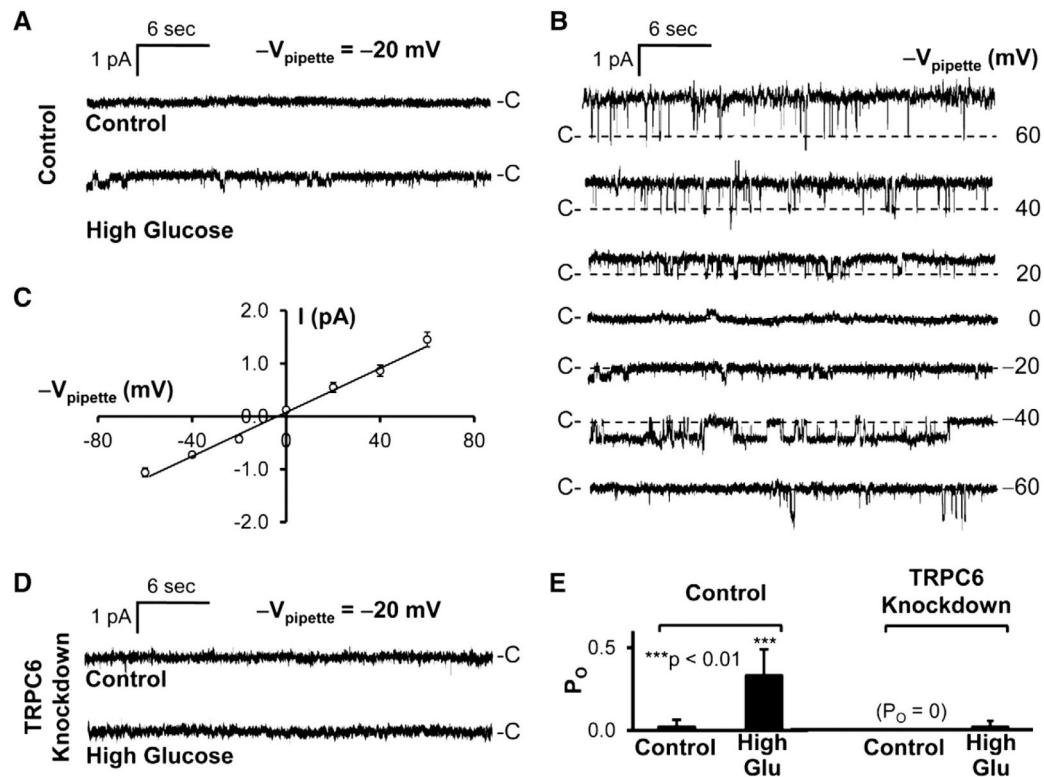 A
6 sec
1 pA
–Vpipette = –20 mV
-C
Control
Control
-C
High Glucose
B
6 sec
1 pA
–Vpipette (mV)
C-
60
C-
40
C-
20
C-
0
C-
–20
C-
–40
C-
–60
C
I (pA)
2.0
1.0
0.0
-1.0
-2.0
–Vpipette (mV)
-80
-40
0
40
80
D
6 sec
1 pA
–Vpipette = –20 mV
TRPC6
Knockdown
-C
Control
-C
High Glucose
E
Control
TRPC6
Knockdown
PO
0.5
0.0
***p < 0.01
***
(PO = 0)
Control
High
Glu
Control
High
Glu